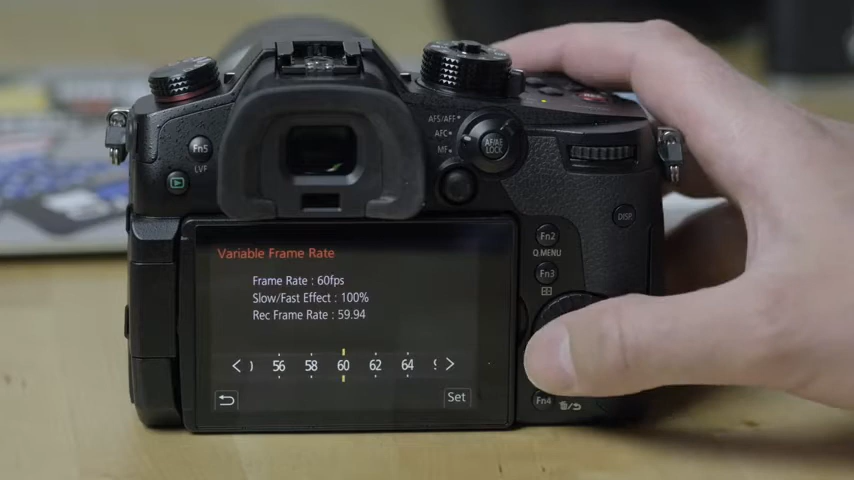 AFS/AFF
AFC
MF
AF/AE
LOCK
Fn5
LVF
DISP.
Fn2
Q.MENU
Fn3
Fn4
Variable Frame Rate
Frame Rate : 60fps
Slow/Fast Effect : 100%
Rec Frame Rate : 59.94
56 58 60 62 64
Set